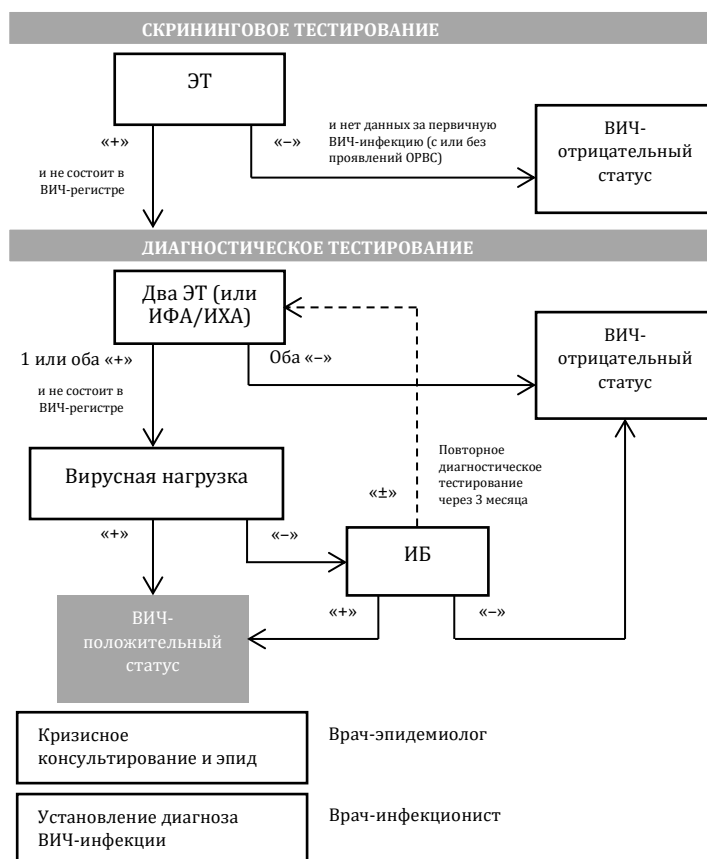 СКРИНИНГОВОЕ ТЕСТИРОВАНИЕ
ЭТ
«+»
«–»
и нет данных за первичную
ВИЧ-инфекцию (с или без
проявлений ОРВС)
ВИЧ-
отрицательный
статус
и не состоит в
ВИЧ-регистре
ДИАГНОСТИЧЕСКОЕ ТЕСТИРОВАНИЕ
Два ЭТ (или
ИФА/ИХА)
ВИЧ-
отрицательный
статус
1 или оба «+»
Оба «–»
и не состоит в
ВИЧ-регистре
Вирусная нагрузка
«±»
Повторное
диагностическое
тестирование
через 3 месяца
«+»
«–»
ИБ
«+»
«–»
ВИЧ-
положительный
статус
Кризисное
консультирование и эпид
Врач-эпидемиолог
Установление диагноза
ВИЧ-инфекции
Врач-инфекционист